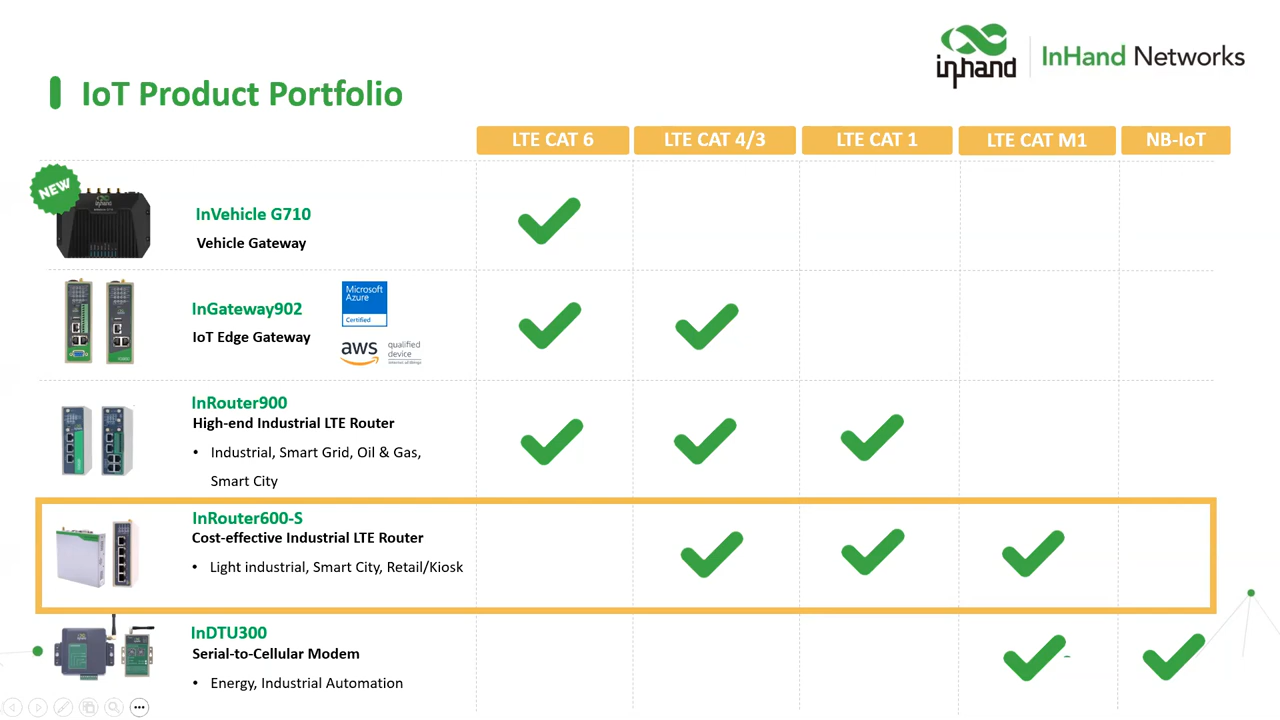 inhand
InHand Networks
IoT Product Portfolio
LTE CAT 6
LTE CAT 4/3
LTE CAT 1
LTE CAT M1
NB-IoT
NEW
inhand
InVehicle G710
Vehicle Gateway
InGateway902
IoT Edge Gateway
Microsoft
Azure
Certified
aws
qualified
device
InRouter900
High-end Industrial LTE Router
• Industrial, Smart Grid, Oil & Gas,
Smart City
InRouter600-S
Cost-effective Industrial LTE Router
• Light industrial, Smart City, Retail/Kiosk
InDTU300
Serial-to-Cellular Modem
• Energy, Industrial Automation